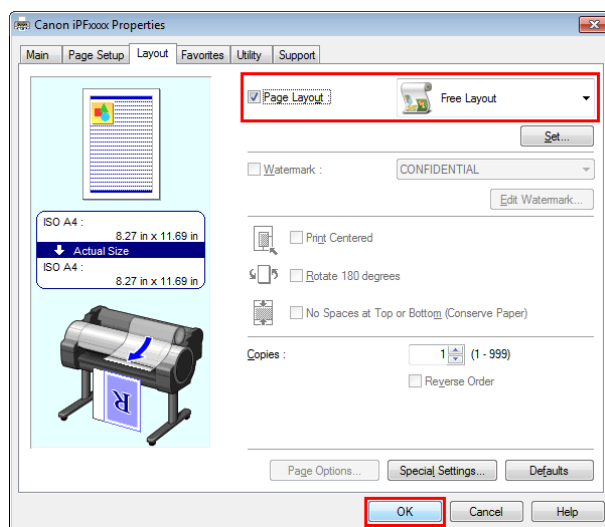 Canon iPFxxxx Properties
Main Page Setup Layout Favorites Utility Support
Page Layout : Free Layout
Set...
Watermark : CONFIDENTIAL
Edit Watermark...
ISO A4 :
8.27 in x 11.69 in
Actual Size
ISO A4 :
8.27 in x 11.69 in
Print Centered
Rotate 180 degrees
No Spaces at Top or Bottom (Conserve Paper)
Copies : 1 (1 - 999)
Reverse Order
R
Page Options... Special Settings... Defaults
OK Cancel Help